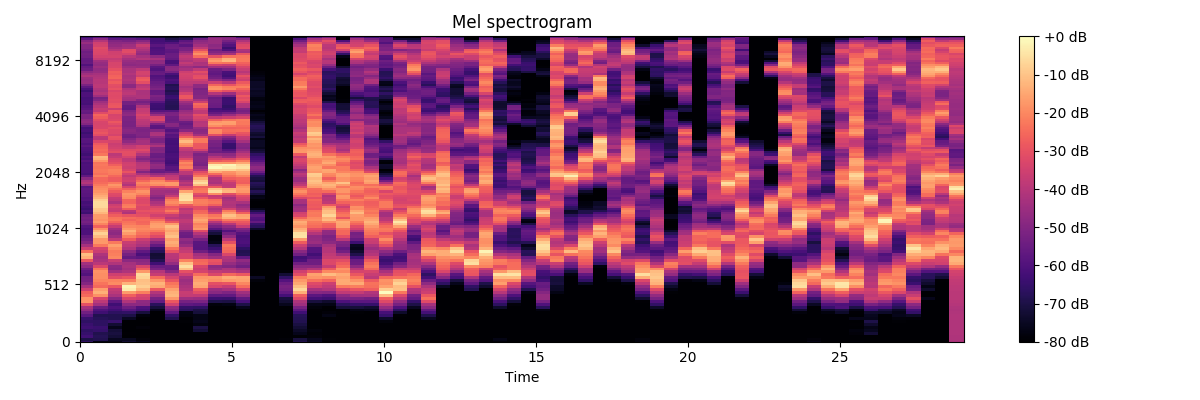 Mel spectrogram
8192
4096
2048
1024
512
0
Hz
0 5 10 15 20 25
Time
+0 dB
-10 dB
-20 dB
-30 dB
-40 dB
-50 dB
-60 dB
-70 dB
-80 dB